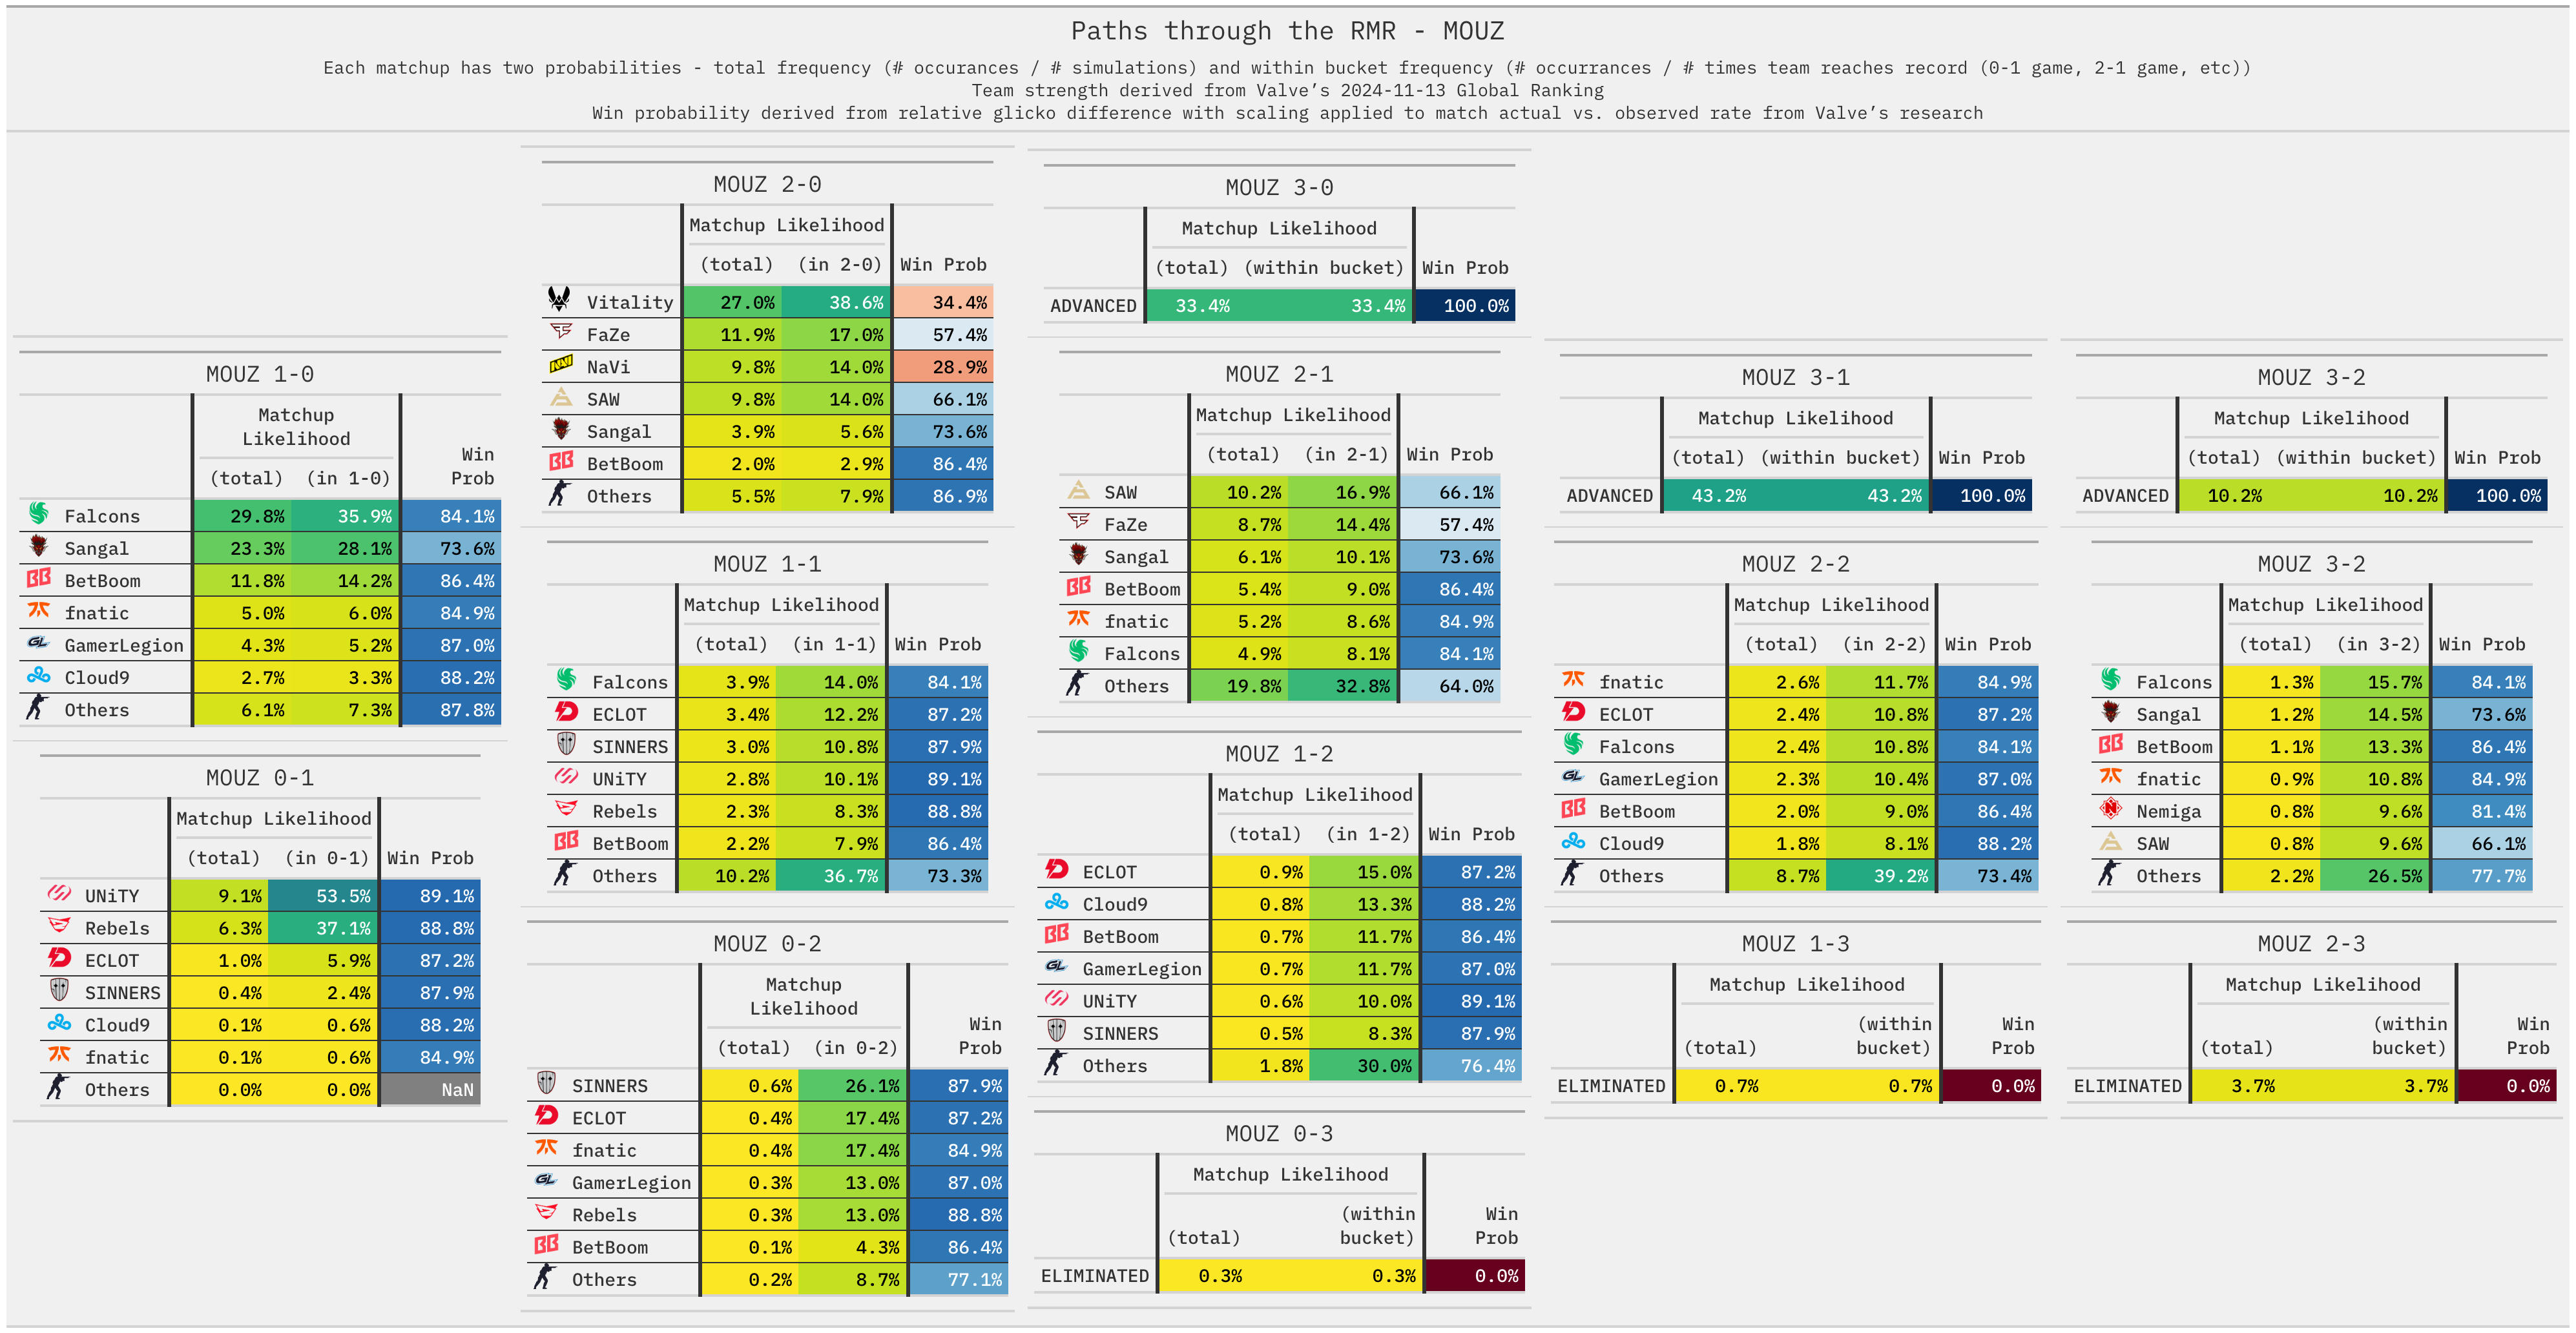 Paths through the RMR - MOUZ
Each matchup has two probabilities - total frequency (# occurances / # simulations) and within bucket frequency (# occurrances / # times team reaches record (0-1 game, 2-1 game, etc))
Team strength derived from Valve's 2024-11-13 Global Ranking
Win probability derived from relative glicko difference with scaling applied to match actual vs. observed rate from Valve's research
MOUZ 1-0
Matchup
Likelihood
Win
Prob
(total) (in 1-0)
Falcons 29.8% 35.9% 84.1%
Sangal 23.3% 28.1% 73.6%
BetBoom 11.8% 14.2% 86.4%
fnatic 5.0% 6.0% 84.9%
GamerLegion 4.3% 5.2% 87.0%
Cloud9 2.7% 3.3% 88.2%
Others 6.1% 7.3% 87.8%
MOUZ 0-1
Matchup Likelihood
(total) (in 0-1) Win Prob
UNiTY 9.1% 53.5% 89.1%
Rebels 6.3% 37.1% 88.8%
ECLOT 1.0% 5.9% 87.2%
SINNERS 0.4% 2.4% 87.9%
Cloud9 0.1% 0.6% 88.2%
fnatic 0.1% 0.6% 84.9%
Others 0.0% 0.0% NaN
MOUZ 2-0
Matchup Likelihood
(total) (in 2-0) Win Prob
Vitality 27.0% 38.6% 34.4%
FaZe 11.9% 17.0% 57.4%
NaVi 9.8% 14.0% 28.9%
SAW 9.8% 14.0% 66.1%
Sangal 3.9% 5.6% 73.6%
BetBoom 2.0% 2.9% 86.4%
Others 5.5% 7.9% 86.9%
MOUZ 1-1
Matchup Likelihood
(total) (in 1-1) Win Prob
Falcons 3.9% 14.0% 84.1%
ECLOT 3.4% 12.2% 87.2%
SINNERS 3.0% 10.8% 87.9%
UNiTY 2.8% 10.1% 89.1%
Rebels 2.3% 8.3% 88.8%
BetBoom 2.2% 7.9% 86.4%
Others 10.2% 36.7% 73.3%
MOUZ 0-2
Matchup
Likelihood
Win
Prob
(total) (in 0-2)
SINNERS 0.6% 26.1% 87.9%
ECLOT 0.4% 17.4% 87.2%
fnatic 0.4% 17.4% 84.9%
GamerLegion 0.3% 13.0% 87.0%
Rebels 0.3% 13.0% 88.8%
BetBoom 0.1% 4.3% 86.4%
Others 0.2% 8.7% 77.1%
MOUZ 3-0
Matchup Likelihood
(total) (within bucket) Win Prob
ADVANCED 33.4% 33.4% 100.0%
MOUZ 2-1
Matchup Likelihood
(total) (in 2-1) Win Prob
SAW 10.2% 16.9% 66.1%
FaZe 8.7% 14.4% 57.4%
Sangal 6.1% 10.1% 73.6%
BetBoom 5.4% 9.0% 86.4%
fnatic 5.2% 8.6% 84.9%
Falcons 4.9% 8.1% 84.1%
Others 19.8% 32.8% 64.0%
MOUZ 1-2
Matchup Likelihood
(total) (in 1-2) Win Prob
ECLOT 0.9% 15.0% 87.2%
Cloud9 0.8% 13.3% 88.2%
BetBoom 0.7% 11.7% 86.4%
GamerLegion 0.7% 11.7% 87.0%
UNiTY 0.6% 10.0% 89.1%
SINNERS 0.5% 8.3% 87.9%
Others 1.8% 30.0% 76.4%
MOUZ 0-3
Matchup Likelihood
(within Win
(total) bucket) Prob
ELIMINATED 0.3% 0.3% 0.0%
MOUZ 3-1
Matchup Likelihood
(total) (within bucket) Win Prob
ADVANCED 43.2% 43.2% 100.0%
MOUZ 2-2
Matchup Likelihood
(total) (in 2-2) Win Prob
fnatic 2.6% 11.7% 84.9%
ECLOT 2.4% 10.8% 87.2%
Falcons 2.4% 10.8% 84.1%
GamerLegion 2.3% 10.4% 87.0%
BetBoom 2.0% 9.0% 86.4%
Cloud9 1.8% 8.1% 88.2%
Others 8.7% 39.2% 73.4%
MOUZ 1-3
Matchup Likelihood
(within Win
(total) bucket) Prob
ELIMINATED 0.7% 0.7% 0.0%
MOUZ 3-2
Matchup Likelihood
(total) (within bucket) Win Prob
ADVANCED 10.2% 10.2% 100.0%
MOUZ 3-2
Matchup Likelihood
(total) (in 3-2) Win Prob
Falcons 1.3% 15.7% 84.1%
Sangal 1.2% 14.5% 73.6%
BetBoom 1.1% 13.3% 86.4%
fnatic 0.9% 10.8% 84.9%
Nemiga 0.8% 9.6% 81.4%
SAW 0.8% 9.6% 66.1%
Others 2.2% 26.5% 77.7%
MOUZ 2-3
Matchup Likelihood
(within Win
(total) bucket) Prob
ELIMINATED 3.7% 3.7% 0.0%